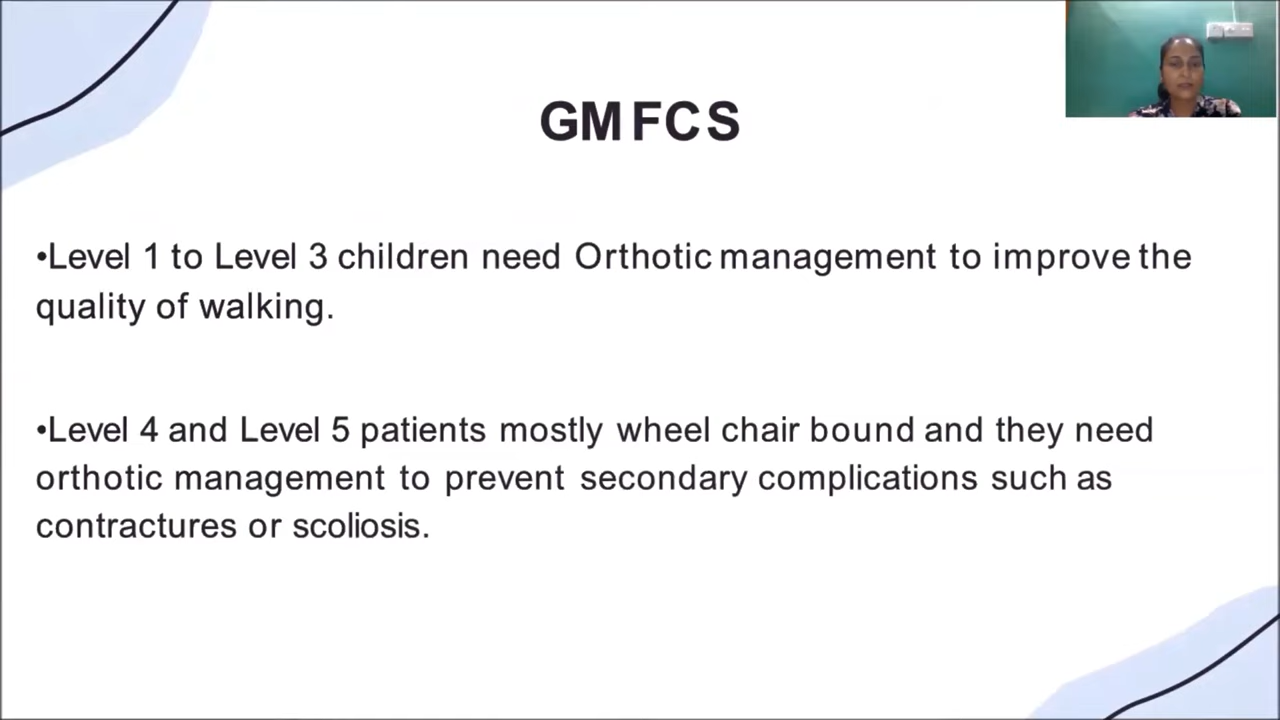 GMFCS
•Level 1 to Level 3 children need Orthotic management to improve the
quality of walking.
•Level 4 and Level 5 patients mostly wheel chair bound and they need
orthotic management to prevent secondary complications such as
contractures or scoliosis.